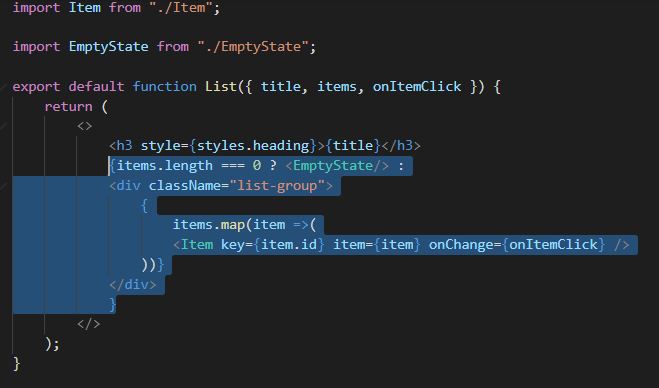 import Item from "./Item";
import EmptyState from "./EmptyState";
export default function List({ title, items, onItemClick }) {
    return (
        <>
            <h3 style={styles.heading}>{title}</h3>
            {items.length === 0 ? <EmptyState/> :
            <div className="list-group">
                {
                    items.map(item =>(
                    <Item key={item.id} item={item} onChange={onItemClick} />
                ))}
            </div>
            }
        </>
    );
}